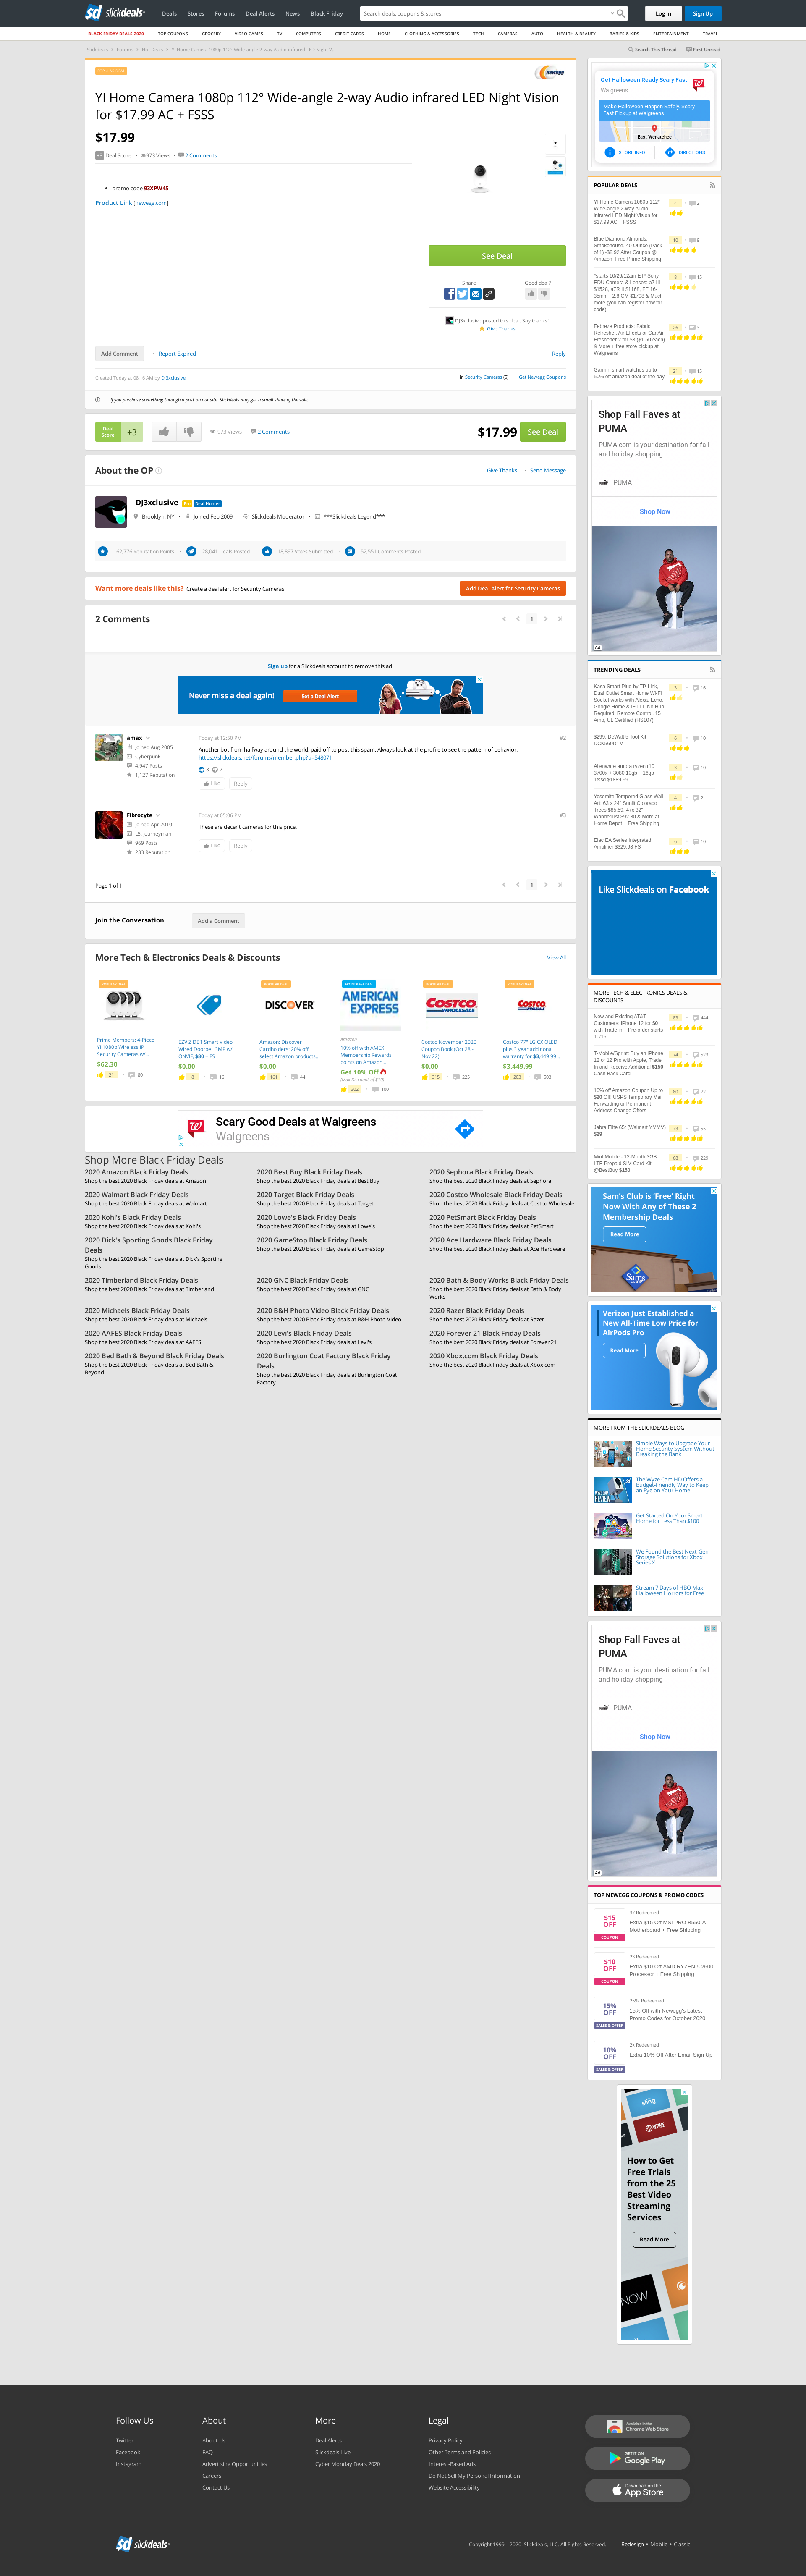 slickdeals
Deals Stores Forums Deal Alerts News Black Friday
Search deals, coupons & stores
Log In Sign Up
BLACK FRIDAY DEALS 2020 TOP COUPONS GROCERY VIDEO GAMES TV COMPUTERS CREDIT CARDS HOME CLOTHING & ACCESSORIES TECH CAMERAS AUTO HEALTH & BEAUTY BABIES & KIDS ENTERTAINMENT TRAVEL
Slickdeals > Forums > Hot Deals > YI Home Camera 1080p 112° Wide-angle 2-way Audio infrared LED Night V...
Search This Thread First Unread
POPULAR DEAL
newegg
YI Home Camera 1080p 112° Wide-angle 2-way Audio infrared LED Night Vision
for $17.99 AC + FSSS
$17.99
+3 Deal Score 973 Views 2 Comments
promo code 93XPW45
Product Link [newegg.com]
See Deal
Share Good deal?
DJ3xclusive posted this deal. Say thanks!
Give Thanks
Add Comment Report Expired Reply
Created Today at 08:16 AM by DJ3xclusive
in Security Cameras (5) Get Newegg Coupons
If you purchase something through a post on our site, Slickdeals may get a small share of the sale.
Deal Score +3 973 Views 2 Comments $17.99 See Deal
About the OP Give Thanks Send Message
DJ3xclusive Pro Deal Hunter
Brooklyn, NY Joined Feb 2009 Slickdeals Moderator ***Slickdeals Legend***
162,776 Reputation Points 28,041 Deals Posted 18,897 Votes Submitted 52,551 Comments Posted
Want more deals like this? Create a deal alert for Security Cameras.
Add Deal Alert for Security Cameras
2 Comments 1
Sign up for a Slickdeals account to remove this ad.
Never miss a deal again! Set a Deal Alert
amax Today at 12:50 PM #2
Joined Aug 2005
Cyberpunk
4,947 Posts
1,127 Reputation
Another bot from halfway around the world, paid off to post this spam. Always look at the profile to see the pattern of behavior:
https://slickdeals.net/forums/member.php?u=548071
3 2
Like Reply
Fibrocyte Today at 05:06 PM #3
Joined Apr 2010
L5: Journeyman
969 Posts
233 Reputation
These are decent cameras for this price.
Like Reply
Page 1 of 1 1
Join the Conversation Add a Comment
More Tech & Electronics Deals & Discounts View All
POPULAR DEAL
Prime Members: 4-Piece
YI 1080p Wireless IP
Security Cameras w/...
$62.30
21 80
EZVIZ DB1 Smart Video
Wired Doorbell 3MP w/
ONVIF, $80 + FS
$0.00
8 16
POPULAR DEAL
DISCOVER
Amazon: Discover
Cardholders: 20% off
select Amazon products...
$0.00
161 44
FRONTPAGE DEAL
AMERICAN EXPRESS
Amazon
10% off with AMEX
Membership Rewards
points on Amazon...
Get 10% Off
(Max Discount of $10)
302 100
POPULAR DEAL
COSTCO WHOLESALE
Costco November 2020
Coupon Book (Oct 28 -
Nov 22)
$0.00
315 225
POPULAR DEAL
COSTCO WHOLESALE
Costco 77" LG CX OLED
plus 3 year additional
warranty for $3,449.99...
$3,449.99
203 503
Scary Good Deals at Walgreens
Walgreens
Shop More Black Friday Deals
2020 Amazon Black Friday Deals
Shop the best 2020 Black Friday deals at Amazon
2020 Best Buy Black Friday Deals
Shop the best 2020 Black Friday deals at Best Buy
2020 Sephora Black Friday Deals
Shop the best 2020 Black Friday deals at Sephora
2020 Walmart Black Friday Deals
Shop the best 2020 Black Friday deals at Walmart
2020 Target Black Friday Deals
Shop the best 2020 Black Friday deals at Target
2020 Costco Wholesale Black Friday Deals
Shop the best 2020 Black Friday deals at Costco Wholesale
2020 Kohl's Black Friday Deals
Shop the best 2020 Black Friday deals at Kohl's
2020 Lowe's Black Friday Deals
Shop the best 2020 Black Friday deals at Lowe's
2020 PetSmart Black Friday Deals
Shop the best 2020 Black Friday deals at PetSmart
2020 Dick's Sporting Goods Black Friday
Deals
Shop the best 2020 Black Friday deals at Dick's Sporting
Goods
2020 GameStop Black Friday Deals
Shop the best 2020 Black Friday deals at GameStop
2020 Ace Hardware Black Friday Deals
Shop the best 2020 Black Friday deals at Ace Hardware
2020 Timberland Black Friday Deals
Shop the best 2020 Black Friday deals at Timberland
2020 GNC Black Friday Deals
Shop the best 2020 Black Friday deals at GNC
2020 Bath & Body Works Black Friday Deals
Shop the best 2020 Black Friday deals at Bath & Body
Works
2020 Michaels Black Friday Deals
Shop the best 2020 Black Friday deals at Michaels
2020 B&H Photo Video Black Friday Deals
Shop the best 2020 Black Friday deals at B&H Photo Video
2020 Razer Black Friday Deals
Shop the best 2020 Black Friday deals at Razer
2020 AAFES Black Friday Deals
Shop the best 2020 Black Friday deals at AAFES
2020 Levi's Black Friday Deals
Shop the best 2020 Black Friday deals at Levi's
2020 Forever 21 Black Friday Deals
Shop the best 2020 Black Friday deals at Forever 21
2020 Bed Bath & Beyond Black Friday Deals
Shop the best 2020 Black Friday deals at Bed Bath &
Beyond
2020 Burlington Coat Factory Black Friday
Deals
Shop the best 2020 Black Friday deals at Burlington Coat
Factory
2020 Xbox.com Black Friday Deals
Shop the best 2020 Black Friday deals at Xbox.com
Get Halloween Ready Scary Fast
Walgreens
Make Halloween Happen Safely. Scary
Fast Pickup at Walgreens
East Wenatchee
STORE INFO DIRECTIONS
POPULAR DEALS
YI Home Camera 1080p 112°
Wide-angle 2-way Audio
infrared LED Night Vision for
$17.99 AC + FSSS
4 2
Blue Diamond Almonds,
Smokehouse, 40 Ounce (Pack
of 1)~$8.92 After Coupon @
Amazon~Free Prime Shipping!
10 9
*starts 10/26/12am ET* Sony
EDU Camera & Lenses: a7 III
$1528, a7R II $1168, FE 16-
35mm F2.8 GM $1798 & Much
more (you can register now for
code)
9 15
Febreze Products: Fabric
Refresher, Air Effects or Car Air
Freshener 2 for $3 ($1.50 each)
& More + free store pickup at
Walgreens
26 3
Garmin smart watches up to
50% off amazon deal of the day.
21 15
Shop Fall Faves at
PUMA
PUMA.com is your destination for fall
and holiday shopping
PUMA
Shop Now
Ad
TRENDING DEALS
Kasa Smart Plug by TP-Link,
Dual Outlet Smart Home Wi-Fi
Socket works with Alexa, Echo,
Google Home & IFTTT, No Hub
Required, Remote Control, 15
Amp, UL Certified (HS107)
3 16
$299. DeWalt 5 Tool Kit
DCK560D1M1
6 16
Alienware aurora ryzen r10
3700x + 3080 10gb + 16gb +
1tssd $1889.99
3 10
Yosemite Tempered Glass Wall
Art: 63 x 24" Sunlit Colorado
Trees $85.59, 47x 32"
Wanderlust $92.80 & More at
Home Depot + Free Shipping
4 2
Elac EA Series Integrated
Amplifier $329.98 FS
6 10
Like Slickdeals on Facebook
MORE TECH & ELECTRONICS DEALS &
DISCOUNTS
New and Existing AT&T
Customers: iPhone 12 for $0
with Trade in – Pre-order starts
10/16
83 444
T-Mobile/Sprint: Buy an iPhone
12 or 12 Pro with Apple, Trade
In and Receive Additional $150
Cash Back Card
74 523
10% off Amazon Coupon Up to
$20 Off! USPS Temporary Mail
Forwarding or Permanent
Address Change Offers
80 72
Jabra Elite 65t (Walmart YMMV)
$29
73 55
Mint Mobile - 12-Month 3GB
LTE Prepaid SIM Card Kit
@BestBuy $150
68 229
Sam's Club is 'Free' Right
Now With Any of These 2
Membership Deals
Read More
Sam's
Verizon Just Established a
New All-Time Low Price for
AirPods Pro
Read More
MORE FROM THE SLICKDEALS BLOG
Simple Ways to Upgrade Your
Home Security System Without
Breaking the Bank
REVIEW
The Wyze Cam HD Offers a
Budget-Friendly Way to Keep
an Eye on Your Home
Get Started On Your Smart
Home for Less Than $100
We Found the Best Next-Gen
Storage Solutions for Xbox
Series X
Stream 7 Days of HBO Max
Halloween Horrors for Free
Shop Fall Faves at
PUMA
PUMA.com is your destination for fall
and holiday shopping
PUMA
Shop Now
Ad
TOP NEWEGG COUPONS & PROMO CODES
$15 OFF COUPON
37 Redeemed
Extra $15 Off MSI PRO B550-A
Motherboard + Free Shipping
$10 OFF COUPON
23 Redeemed
Extra $10 Off AMD RYZEN 5 2600
Processor + Free Shipping
15% OFF SALES & OFFER
259k Redeemed
15% Off with Newegg's Latest
Promo Codes for October 2020
10% OFF SALES & OFFER
2k Redeemed
Extra 10% Off After Email Sign Up
sling
SHOWTIME
How to Get
Free Trials
from the 25
Best Video
Streaming
Services
Read More
NOW
Follow Us About More Legal
Twitter About Us Deal Alerts Privacy Policy
Facebook FAQ Slickdeals Live Other Terms and Policies
Instagram Advertising Opportunities Cyber Monday Deals 2020 Interest-Based Ads
Careers Do Not Sell My Personal Information
Contact Us Website Accessibility
Available in the
Chrome Web Store
GET IT ON
Google Play
Download on the
App Store
slickdeals
Copyright 1999 – 2020. Slickdeals, LLC. All Rights Reserved. Redesign • Mobile • Classic